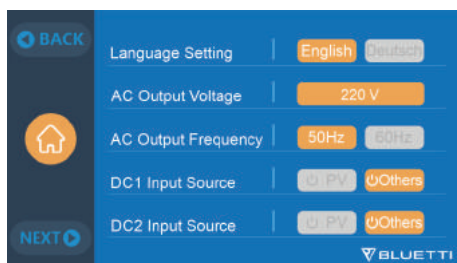 BACK
Language Setting English Deutsch
AC Output Voltage 220 V
AC Output Frequency 50Hz 60Hz
DC1 Input Source PV Others
DC2 Input Source PV Others
NEXT
BLUETTI